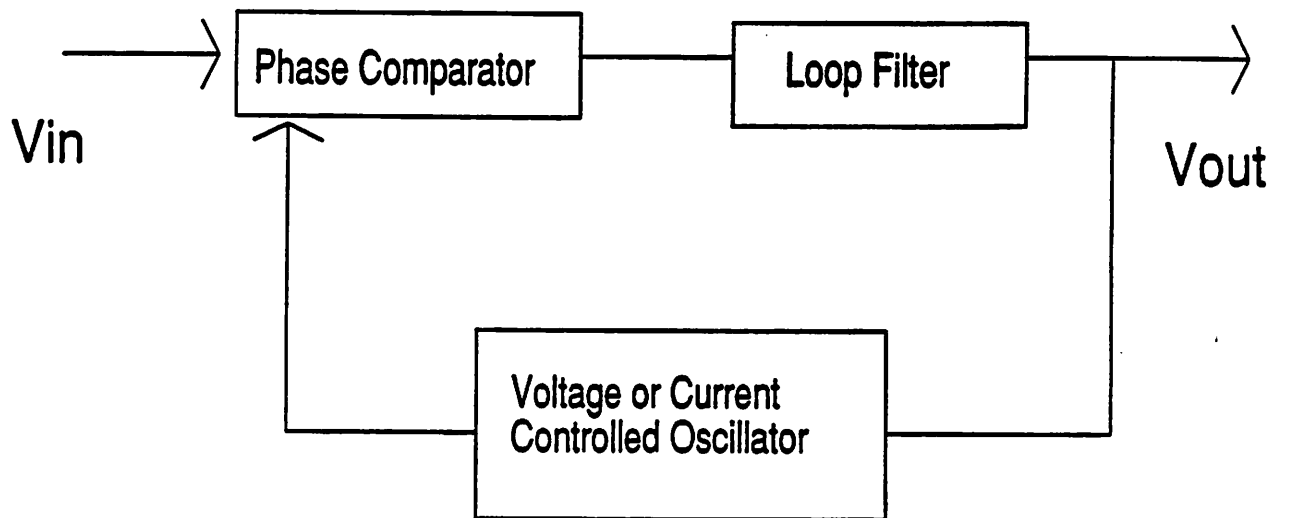 Phase Comparator
Loop Filter
Vin
Vout
Voltage or Current
Controlled Oscillator